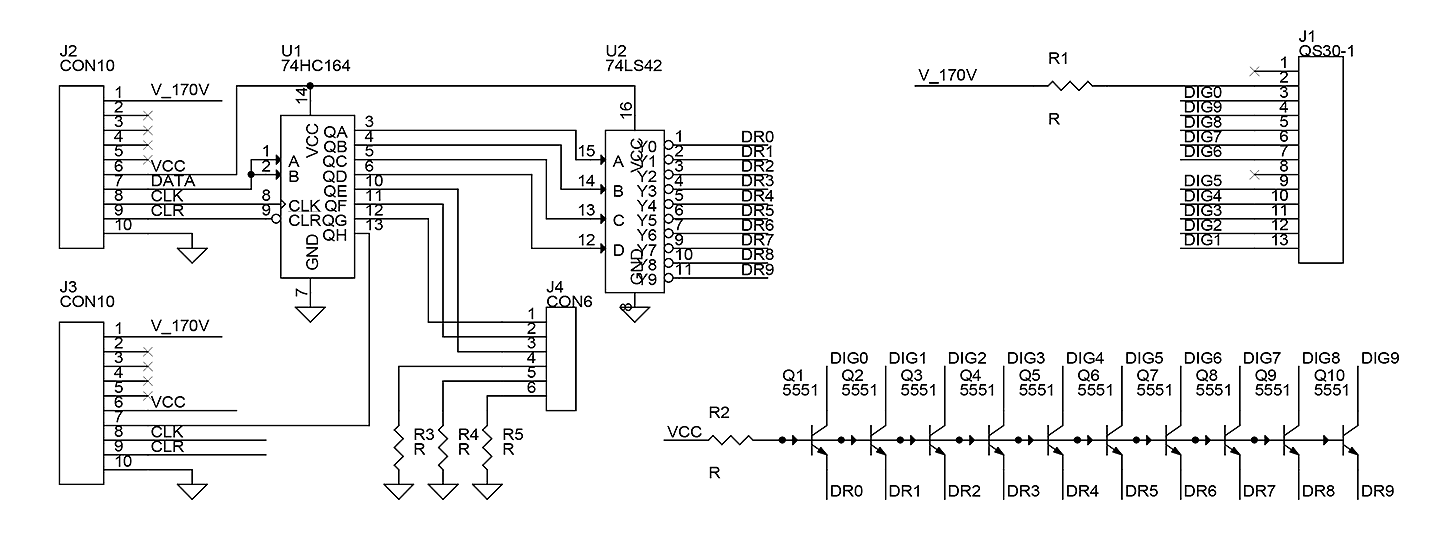 J2
CON10
1 V_170V
2
3
4
5
6 VCC
7 DATA
8 CLK
9 CLR
10
U1
74HC164
14
VCC
1 A
2 B
8 CLK
9 CLR
GND
7
QA 3
QB 4
QC 5
QD 6
QE 10
QF 11
QG 12
QH 13
U2
74LS42
16
VCC
15 A
14 B
13 C
12 D
GND
8
Y0 1 DR0
Y1 2 DR1
Y2 3 DR2
Y3 4 DR3
Y4 5 DR4
Y5 6 DR5
Y6 7 DR6
Y7 9 DR7
Y8 10 DR8
Y9 11 DR9
V_170V
R1
R
J1
QS30-1
1
2
DIG0 3
DIG9 4
DIG8 5
DIG7 6
DIG6 7
8
DIG5 9
DIG4 10
DIG3 11
DIG2 12
DIG1 13
J3
CON10
1 V_170V
2
3
4
5
6 VCC
7
8 CLK
9 CLR
10
J4
CON6
1
2
3
4
5
6
R3
R
R4
R
R5
R
VCC
R2
R
DIG0 DIG1 DIG2 DIG3 DIG4 DIG5 DIG6 DIG7 DIG8 DIG9
Q1 Q2 Q3 Q4 Q5 Q6 Q7 Q8 Q9 Q10
5551 5551 5551 5551 5551 5551 5551 5551 5551 5551
DR0 DR1 DR2 DR3 DR4 DR5 DR6 DR7 DR8 DR9